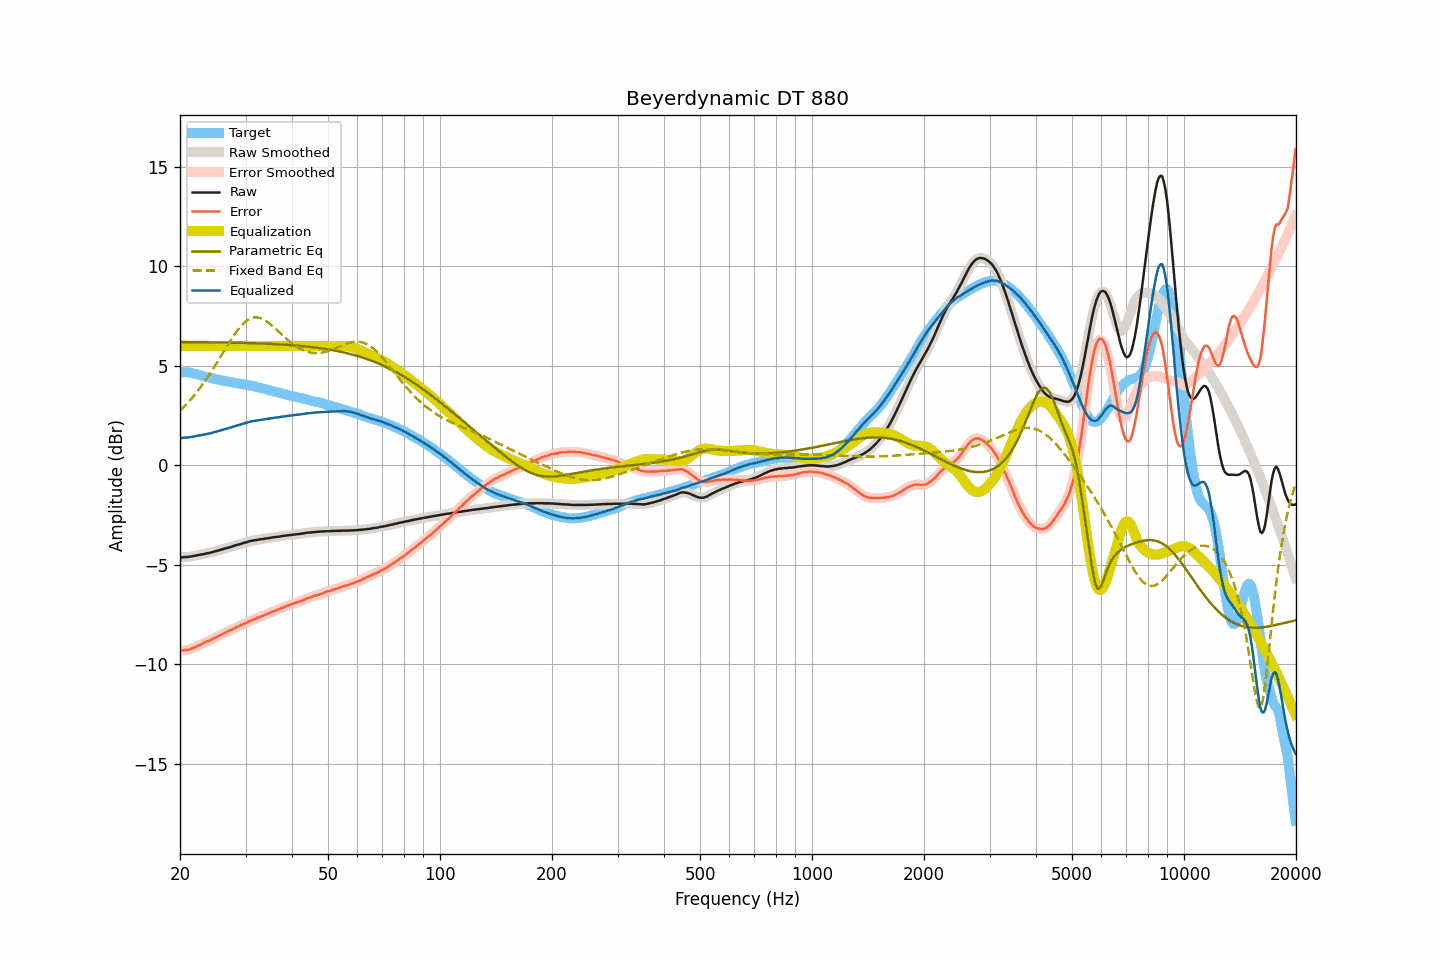 Beyerdynamic DT 880
Target
Raw Smoothed
Error Smoothed
Raw
Error
Equalization
Parametric Eq
Fixed Band Eq
Equalized
15
10
5
0
−5
−10
−15
Amplitude (dBr)
20 50 100 200 500 1000 2000 5000 10000 20000
Frequency (Hz)